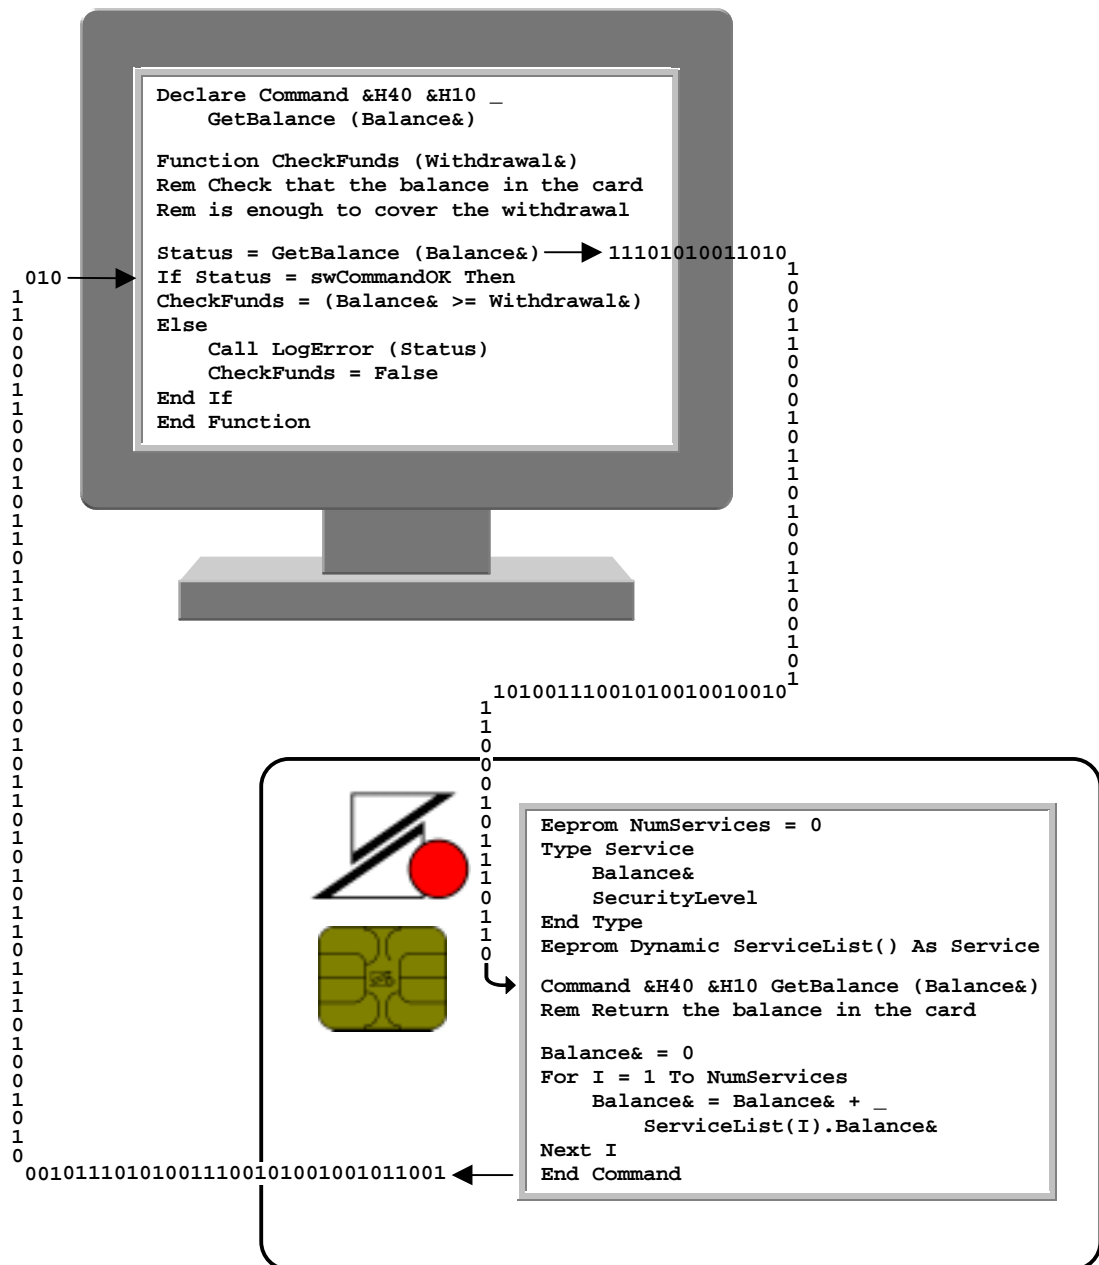 Declare Command &H40 &H10 _
GetBalance (Balance&)
Function CheckFunds (Withdrawal&)
Rem Check that the balance in the card
Rem is enough to cover the withdrawal
Status = GetBalance (Balance&)
11101010011010
010
If Status = swCommandOK Then
CheckFunds = (Balance& >= Withdrawal&)
Else
Call LogError (Status)
CheckFunds = False
End If
End Function
10011000101101001100101
10100111001010010010010
11000101110110
Eeprom NumServices = 0
Type Service
Balance&
SecurityLevel
End Type
Eeprom Dynamic ServiceList() As Service
Command &H40 &H10 GetBalance (Balance&)
Rem Return the balance in the card
Balance& = 0
For I = 1 To NumServices
Balance& = Balance& + _
ServiceList(I).Balance&
Next I
End Command
001011101010011100101001001011001